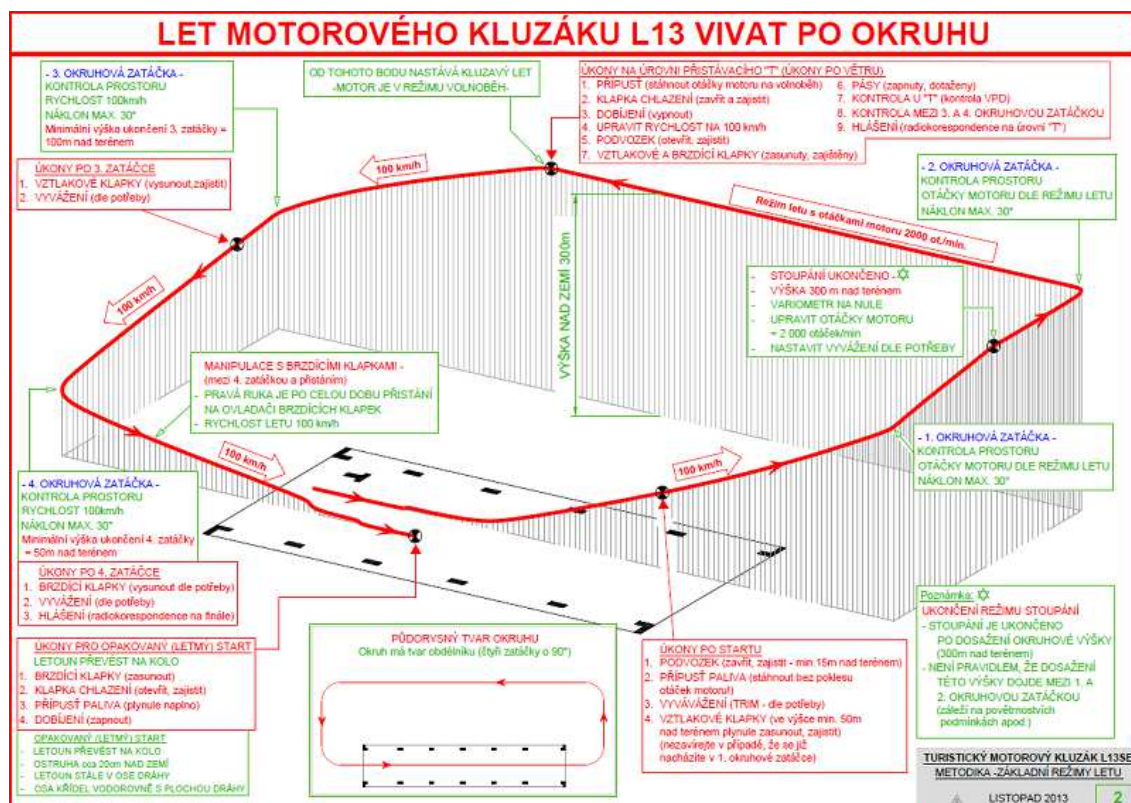 LET MOTOROVÉHO KLUZÁKU L13 VIVAT PO OKRUHU
- 3. OKRUHOVÁ ZATÁČKA -
KONTROLA PROSTORU
RYCHLOST 100km/h
NÁKLON MAX. 30°
Minimální výška ukončení 3. zatáčky =
100m nad terénem
OD TOHOTO BODU NASTÁVÁ KLUZAVÝ LET
-MOTOR JE V REŽIMU VOLNOBĚH-
ÚKONY NA ÚROVNI PŘISTÁVACÍHO "T" (ÚKONY PO VĚTRU)
1. PŘÍPUSŤ (stáhnout otáčky motoru na volnoběh)
2. KLAPKA CHLAZENÍ (zavřít a zajistit)
3. DOBÍJENÍ (vypnout)
4. UPRAVIT RYCHLOST NA 100 km/h
5. PODVOZEK (otevřít, zajistit)
7. VZTLAKOVÉ A BRZDÍCÍ KLAPKY (zasunuty, zajištěny)
6. PÁSY (zapnuty, dotaženy)
7. KONTROLA U "T" (kontrola VPD)
8. KONTROLA MEZI 3. A 4. OKRUHOVOU ZATÁČKOU
9. HLÁŠENÍ (radiokorespondence na úrovni "T")
ÚKONY PO 3. ZATÁČCE
1. VZTLAKOVÉ KLAPKY (vysunout,zajistit)
2. VYVÁŽENÍ (dle potřeby)
100 km/h
- 2. OKRUHOVÁ ZATÁČKA -
KONTROLA PROSTORU
OTÁČKY MOTORU DLE REŽIMU LETU
NÁKLON MAX. 30°
Režim letu s otáčkami motoru 2000 ot./min.
100 km/h
VÝŠKA NAD ZEMÍ 300m
- STOUPÁNÍ UKONČENO -
- VÝŠKA 300 m nad terénem
- VARIOMETR NA NULE
- UPRAVIT OTÁČKY MOTORU
= 2 000 otáček/min
- NASTAVIT VYVÁŽENÍ DLE POTŘEBY
MANIPULACE S BRZDÍCÍMI KLAPKAMI -
(mezi 4. zatáčkou a přistáním)
- PRAVÁ RUKA JE PO CELOU DOBU PŘISTÁNÍ
NA OVLADAČI BRZDÍCÍCH KLAPEK
- RYCHLOST LETU 100 km/h
100 km/h
100 km/h
- 1. OKRUHOVÁ ZATÁČKA -
KONTROLA PROSTORU
OTÁČKY MOTORU DLE REŽIMU LETU
NÁKLON MAX. 30°
- 4. OKRUHOVÁ ZATÁČKA -
KONTROLA PROSTORU
RYCHLOST 100km/h
NÁKLON MAX. 30°
Minimální výška ukončení 4. zatáčky
= 50m nad terénem
ÚKONY PO 4. ZATÁČCE
1. BRZDÍCÍ KLAPKY (vysunout dle potřeby)
2. VYVÁŽENÍ (dle potřeby)
3. HLÁŠENÍ (radiokorespondence na finále)
ÚKONY PRO OPAKOVANÝ (LETMÝ) START
LETOUN PŘEVÉST NA KOLO
1. BRZDÍCÍ KLAPKY (zasunout)
2. KLAPKA CHLAZENÍ (otevřít, zajistit)
3. PŘÍPUSŤ PALIVA (plynule naplno)
4. DOBÍJENÍ (zapnout)
OPAKOVANÝ (LETMÝ) START
- LETOUN PŘEVÉST NA KOLO
- OSTRUHA cca 20cm NAD ZEMÍ
- LETOUN STÁLE V OSE DRÁHY
- OSA KŘÍDEL VODOROVNĚ S PLOCHOU DRÁHY
PŮDORYSNÝ TVAR OKRUHU
Okruh má tvar obdélníku (čtyři zatáčky o 90°)
ÚKONY PO STARTU
1. PODVOZEK (zavřít, zajistit - min.15m nad terénem)
2. PŘÍPUSŤ PALIVA (stáhnout bez poklesu
otáček motoru!)
3. VYVÁVÁŽENÍ (TRIM - dle potřeby)
4. VZTLAKOVÉ KLAPKY (ve výšce min. 50m
nad terénem plynule zasunout, zajistit)
(nezavírejte v případě, že se již
nacházíte v 1. okruhové zatáčce)
Poznámka:
UKONČENÍ REŽIMU STOUPÁNÍ
- STOUPÁNÍ JE UKONČENO
PO DOSAŽENÍ OKRUHOVÉ VÝŠKY
(300m nad terénem)
- NENÍ PRAVIDLEM, ŽE DOSAŽENÍ
TÉTO VÝŠKY DOJDE MEZI 1. A
2. OKRUHOVOU ZATÁČKOU
(záleží na povětrnostních
podmínkách apod.)
TURISTICKÝ MOTOROVÝ KLUZÁK L13SE
METODIKA -ZÁKLADNÍ REŽIMY LETU
LISTOPAD 2013
2